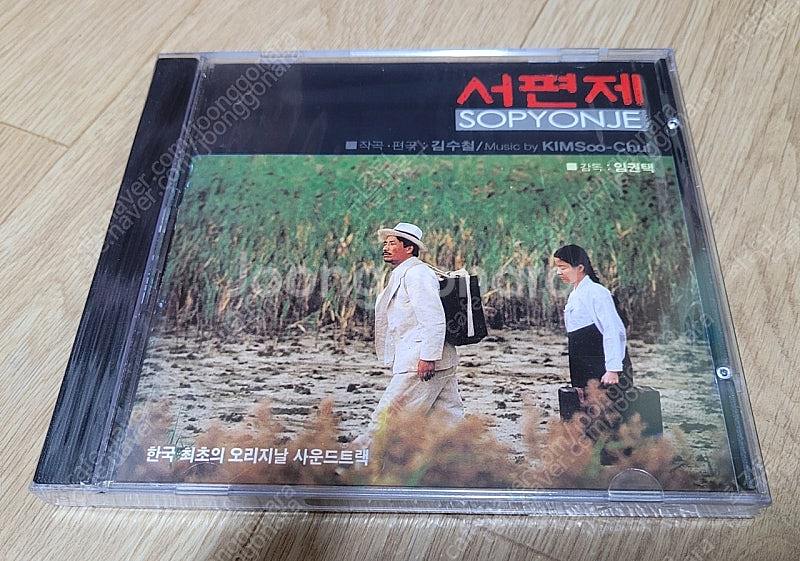 서편제
SOPYONJE
■작곡·편곡 : 김수철/Music by KIMSoo-Chul
■감독 : 임권택
한국 최초의 오리지날 사운드트랙
joonggonara